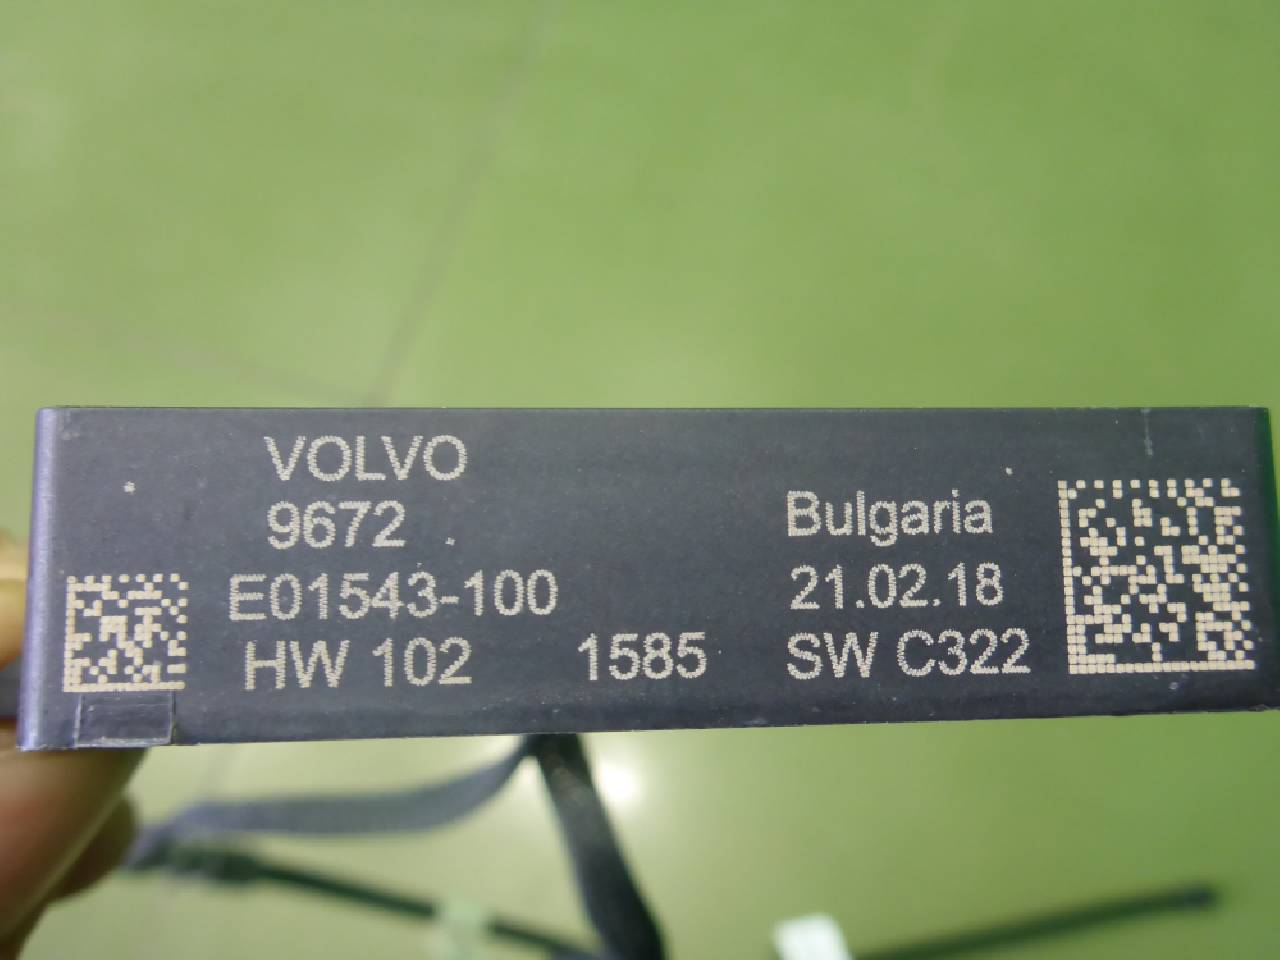 VOLVO
9672
Bulgaria
E01543-100
21.02.18
HW 102
1585
SW C322